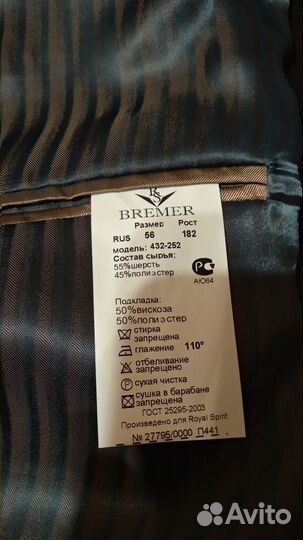 RS
BREMER
Размер Рост
RUS 56 182
модель: 432-252
Состав сырья:
55%шерсть
45%полиэстер
АЮ64
Подкладка:
50%вискоза
50%полиэстер
стирка
запрещена
глажение 110°
отбеливание
запрещено
P сухая чистка
сушка в барабане
запрещена
ГОСТ 25295-2003
Произведено для Royal Spirit
№ 27795/0000 П441
Avito